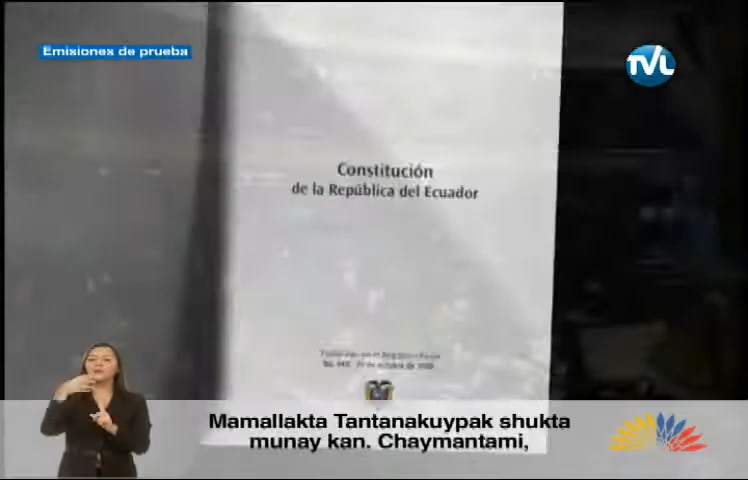 Emisiones de prueba
TVL
Constitución
de la República del Ecuador
Mamallakta Tantanakuypak shukta
munay kan. Chaymantami,